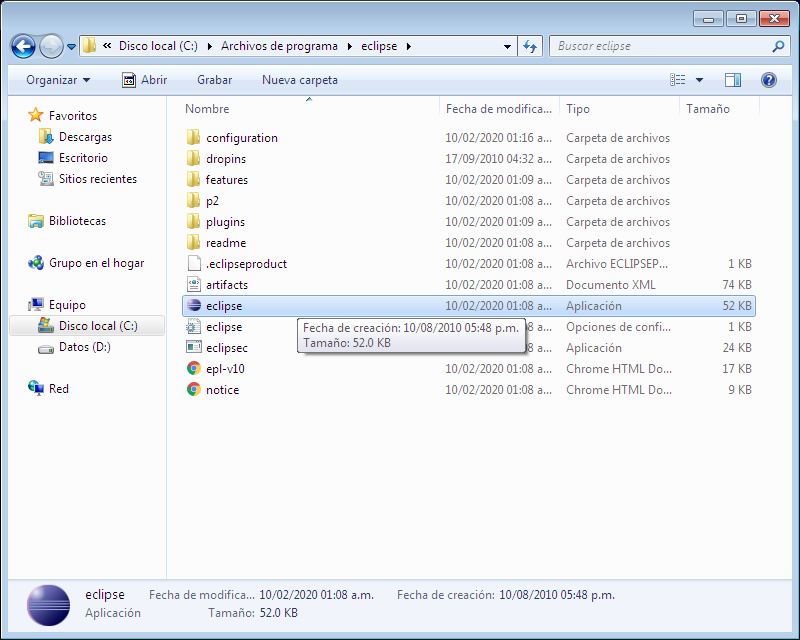 « Disco local (C:) ▸ Archivos de programa ▸ eclipse ▸
Buscar eclipse
Organizar Abrir Grabar Nueva carpeta
Nombre Fecha de modifica... Tipo Tamaño
Favoritos
Descargas
Escritorio
Sitios recientes
Bibliotecas
Grupo en el hogar
Equipo
Disco local (C:)
Datos (D:)
Red
configuration 10/02/2020 01:16 a... Carpeta de archivos
dropins 17/09/2010 04:32 a... Carpeta de archivos
features 10/02/2020 01:09 a... Carpeta de archivos
p2 10/02/2020 01:08 a... Carpeta de archivos
plugins 10/02/2020 01:09 a... Carpeta de archivos
readme 10/02/2020 01:08 a... Carpeta de archivos
.eclipseproduct 10/02/2020 01:08 a... Archivo ECLIPSEP... 1 KB
artifacts 10/02/2020 01:08 a... Documento XML 74 KB
eclipse 10/02/2020 01:08 a... Aplicación 52 KB
eclipse 8 a... Opciones de confi... 1 KB
Fecha de creación: 10/08/2010 05:48 p.m.
Tamaño: 52.0 KB
eclipsec 8 a... Aplicación 24 KB
epl-v10 10/02/2020 01:08 a... Chrome HTML Do... 17 KB
notice 10/02/2020 01:08 a... Chrome HTML Do... 9 KB
eclipse Fecha de modifica... 10/02/2020 01:08 a.m. Fecha de creación: 10/08/2010 05:48 p.m.
Aplicación Tamaño: 52.0 KB